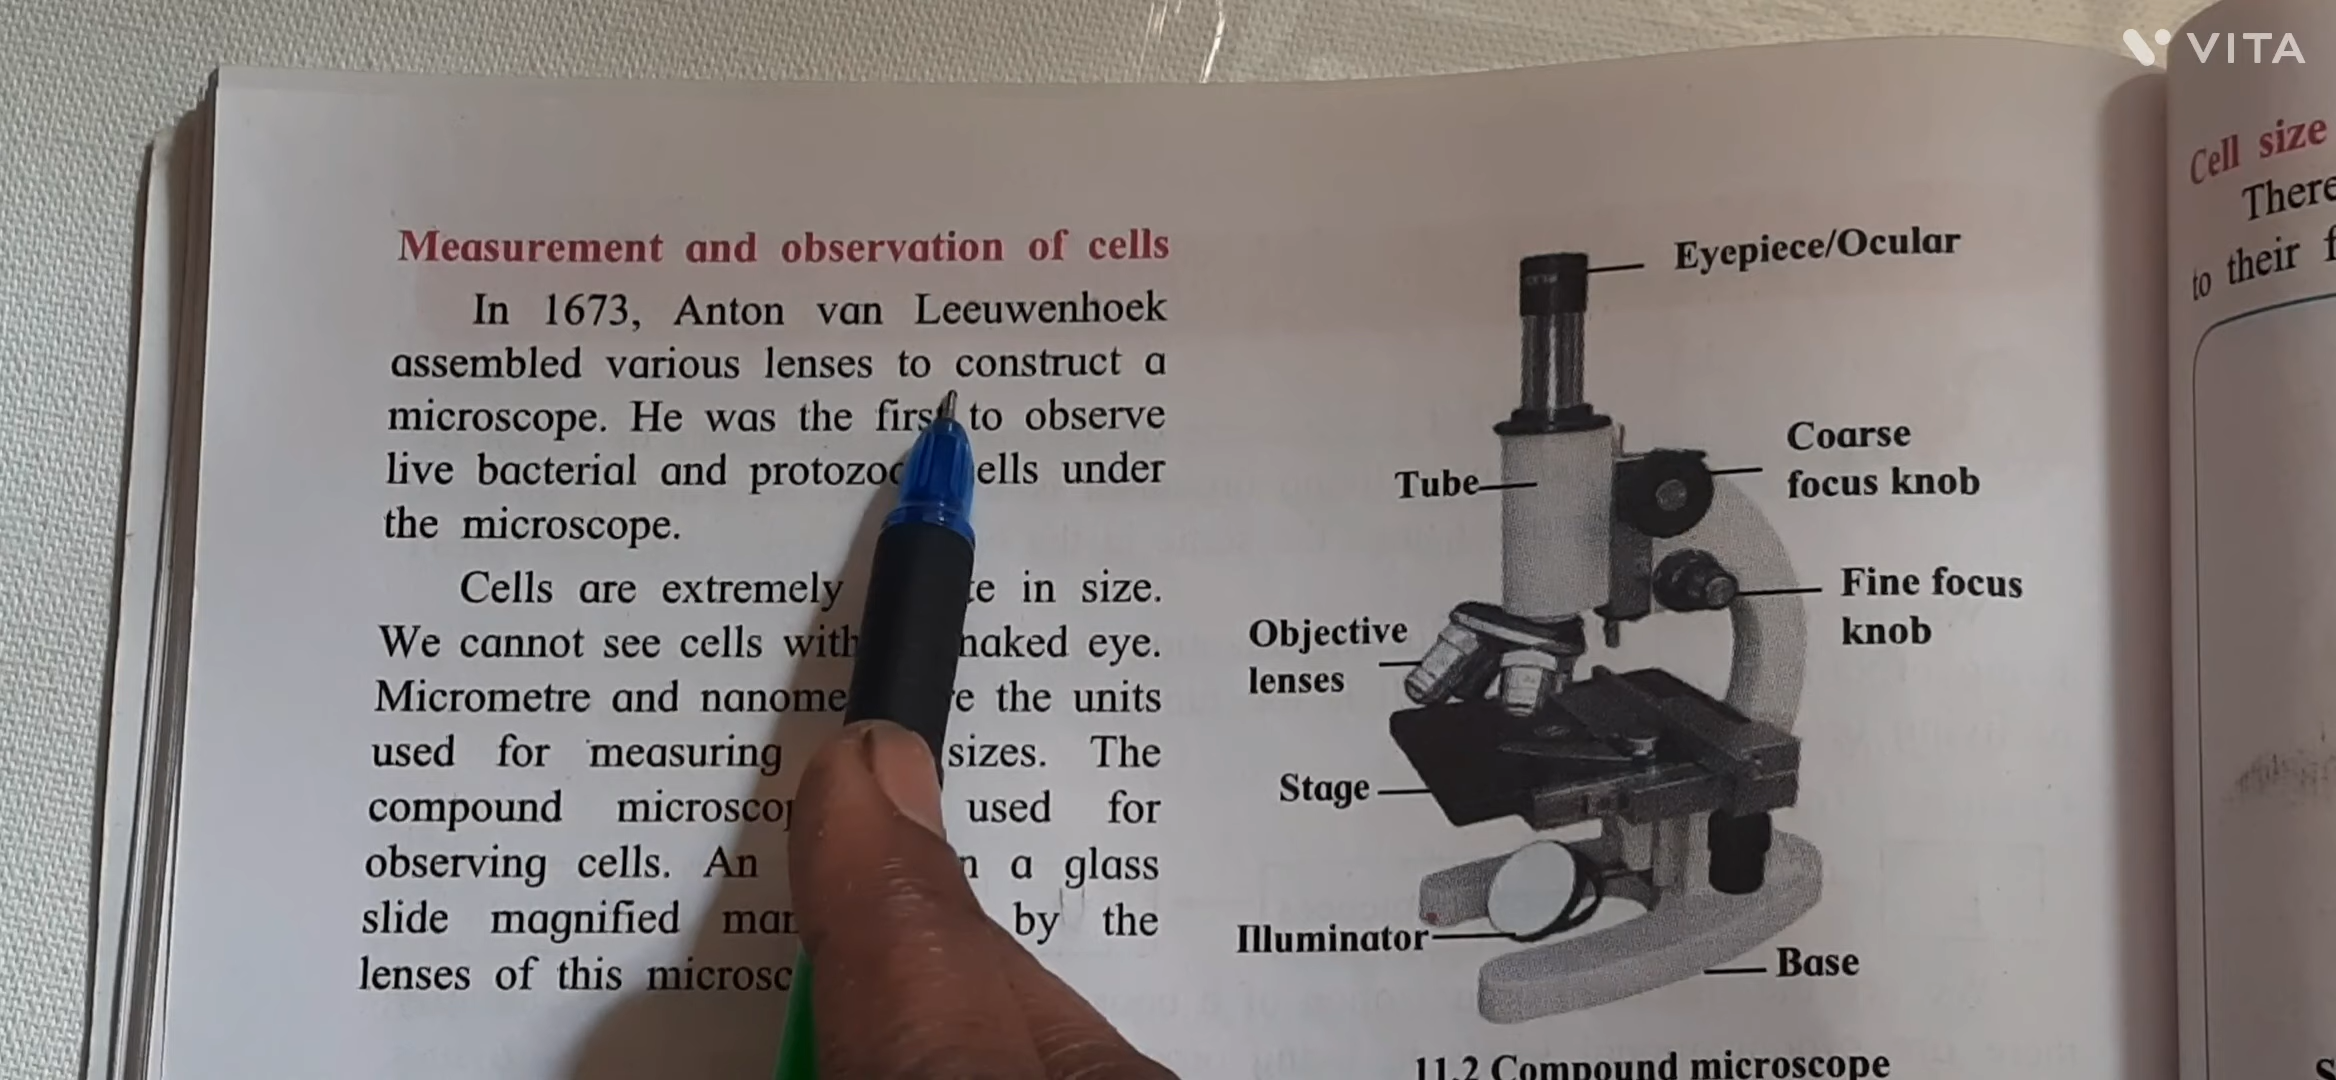 VITA
Measurement and observation of cells
In 1673, Anton van Leeuwenhoek
assembled various lenses to construct a
microscope. He was the first to observe
live bacterial and ells under
the microscope.
Cells are extremely in size.
We cannot see cells with naked eye.
Micrometre and the units
used for measuring sizes. The
compound used for
observing cells. An a glass
slide magnified by the
lenses of this
Eyepiece/Ocular
Coarse
focus knob
Tube
Fine focus
knob
Objective
lenses
Stage
Illuminator
Base
11.2 Compound microscope
Cell size
There
to their f